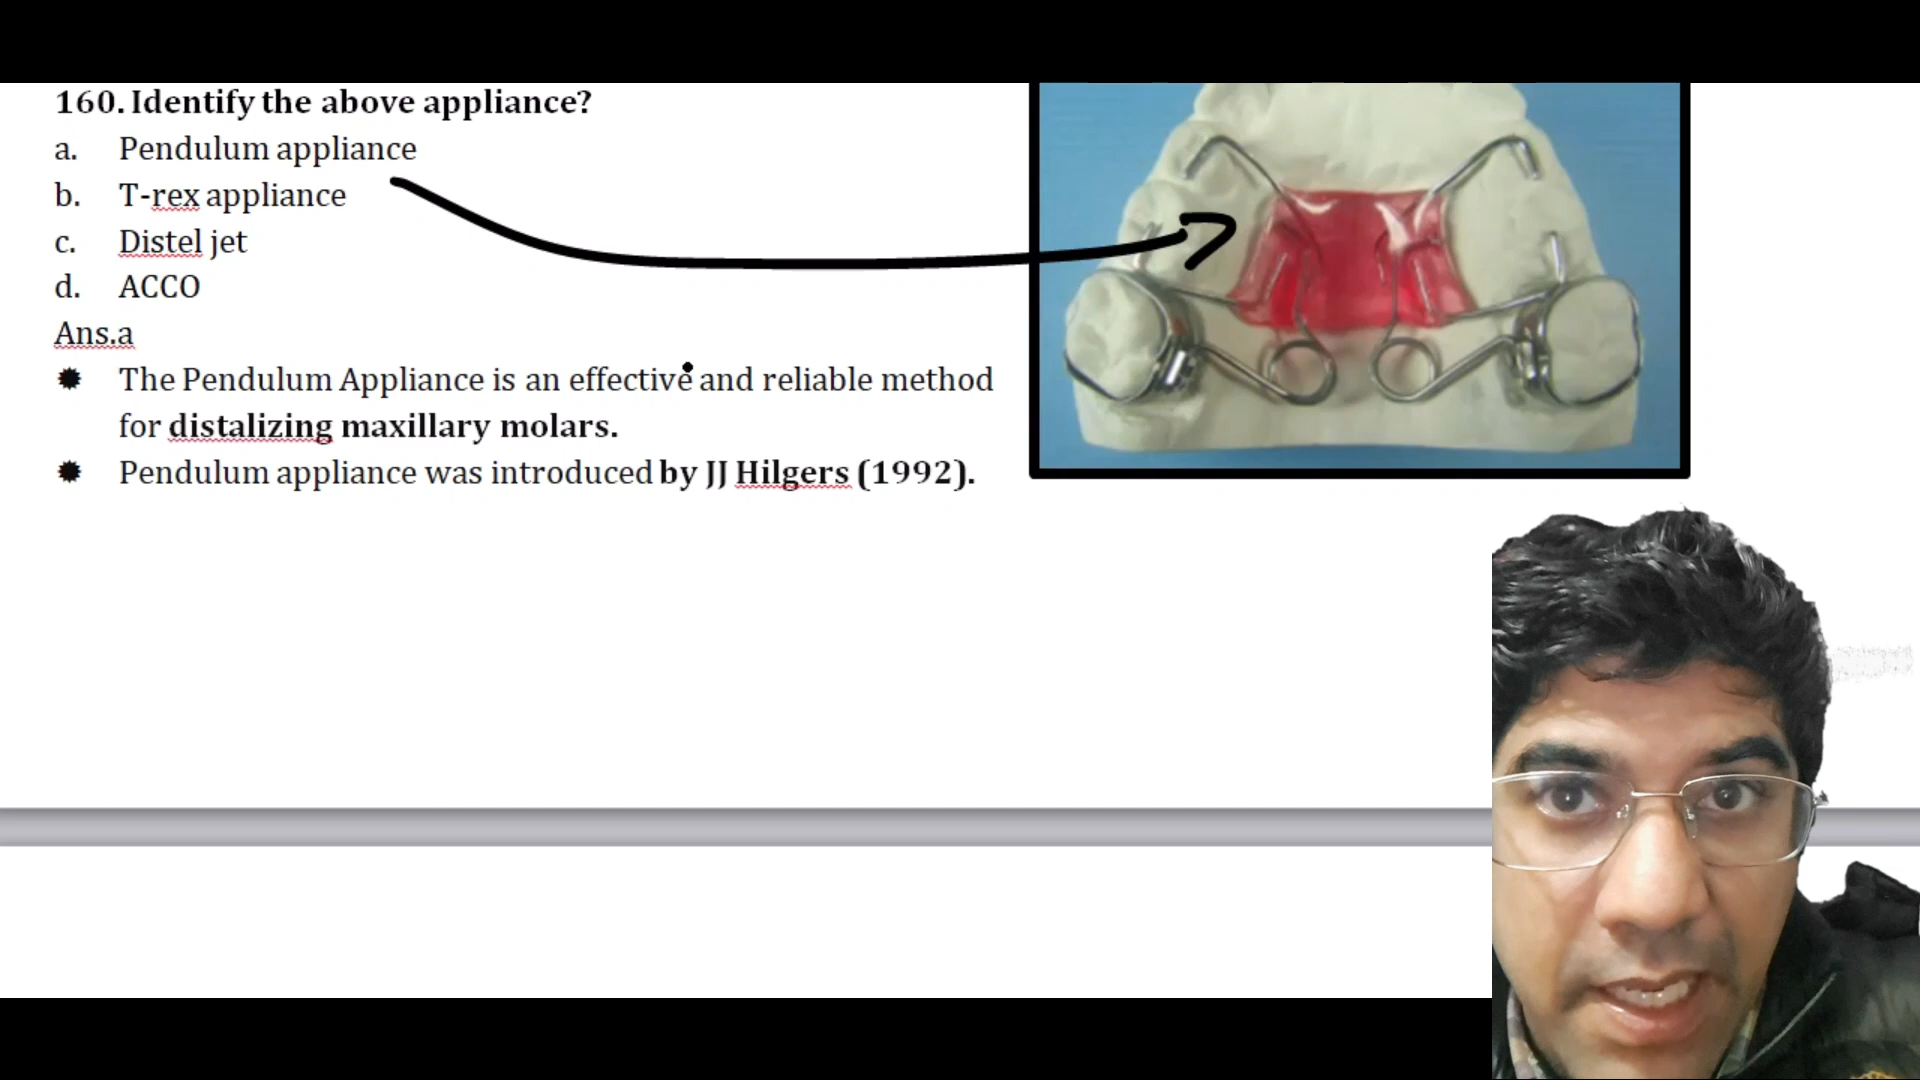 160. Identify the above appliance?
a. Pendulum appliance
b. T-rex appliance
c. Distel jet
d. ACCO
Ans.a
The Pendulum Appliance is an effective and reliable method
for distalizing maxillary molars.
Pendulum appliance was introduced by JJ Hilgers (1992).